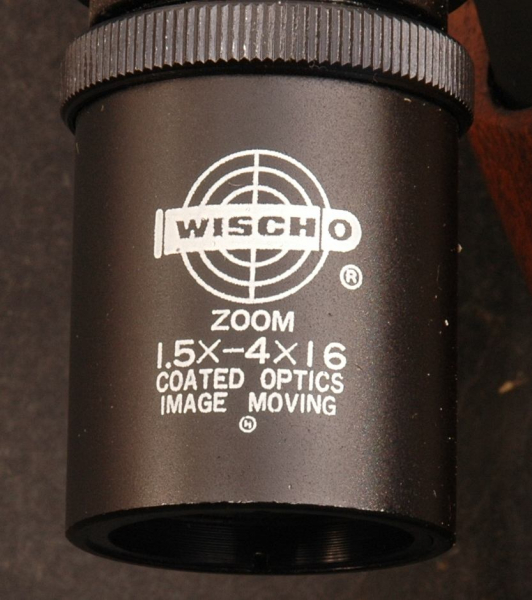 WISCHO
®
ZOOM
1.5X-4X16
COATED OPTICS
IMAGE MOVING